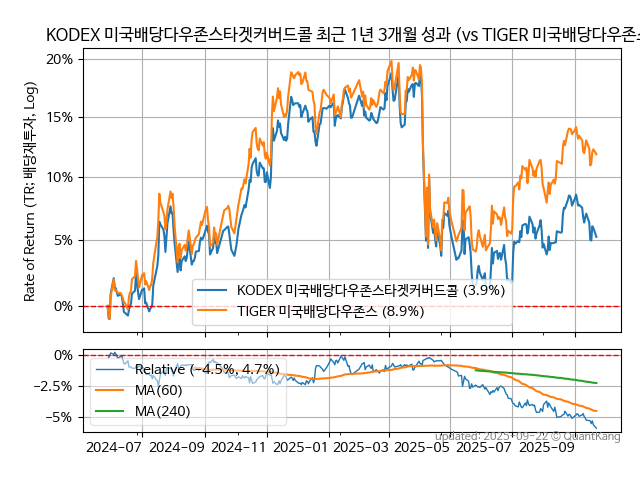 KODEX 미국배당다우존스타겟커버드콜 최근 1년 3개월 성과 (vs TIGER 미국배당다우존스
Rate of Return (TR: 배당재투자, Log)
20%
15%
10%
5%
0%
KODEX 미국배당다우존스타겟커버드콜 (3.9%)
TIGER 미국배당다우존스 (8.9%)
0%
−2.5%
−5%
Relative (−4.5%, 4.7%)
MA(60)
MA(240)
updated: 2025-09-22 © QuantKang
2024-07 2024-09 2024-11 2025-01 2025-03 2025-05 2025-07 2025-09